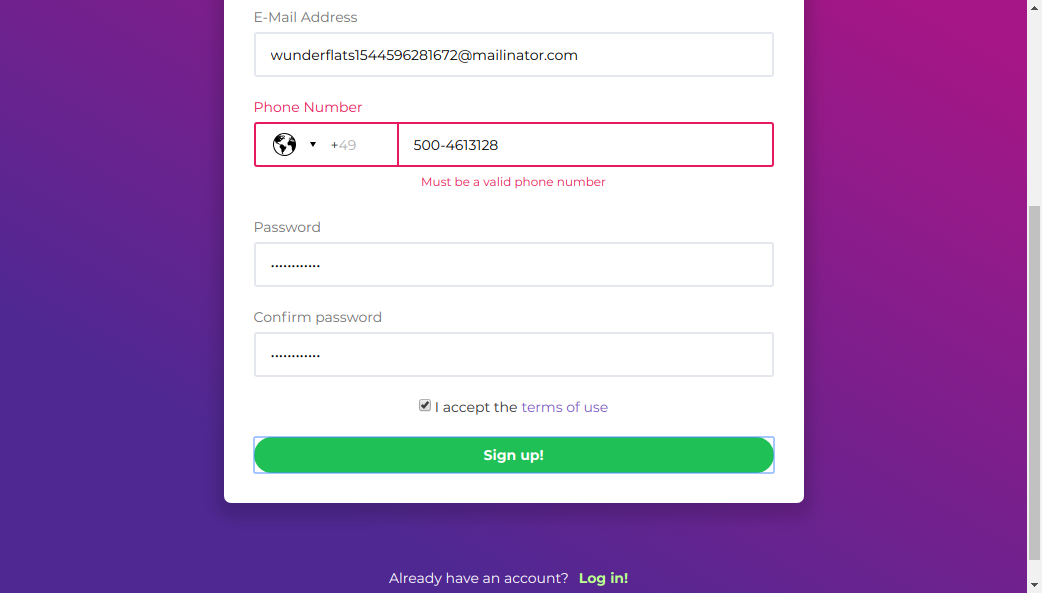 E-Mail Address
wunderflats1544596281672@mailinator.com
Phone Number
+49 500-4613128
Must be a valid phone number
Password
••••••••••••
Confirm password
••••••••••••
I accept the terms of use
Sign up!
Already have an account? Log in!